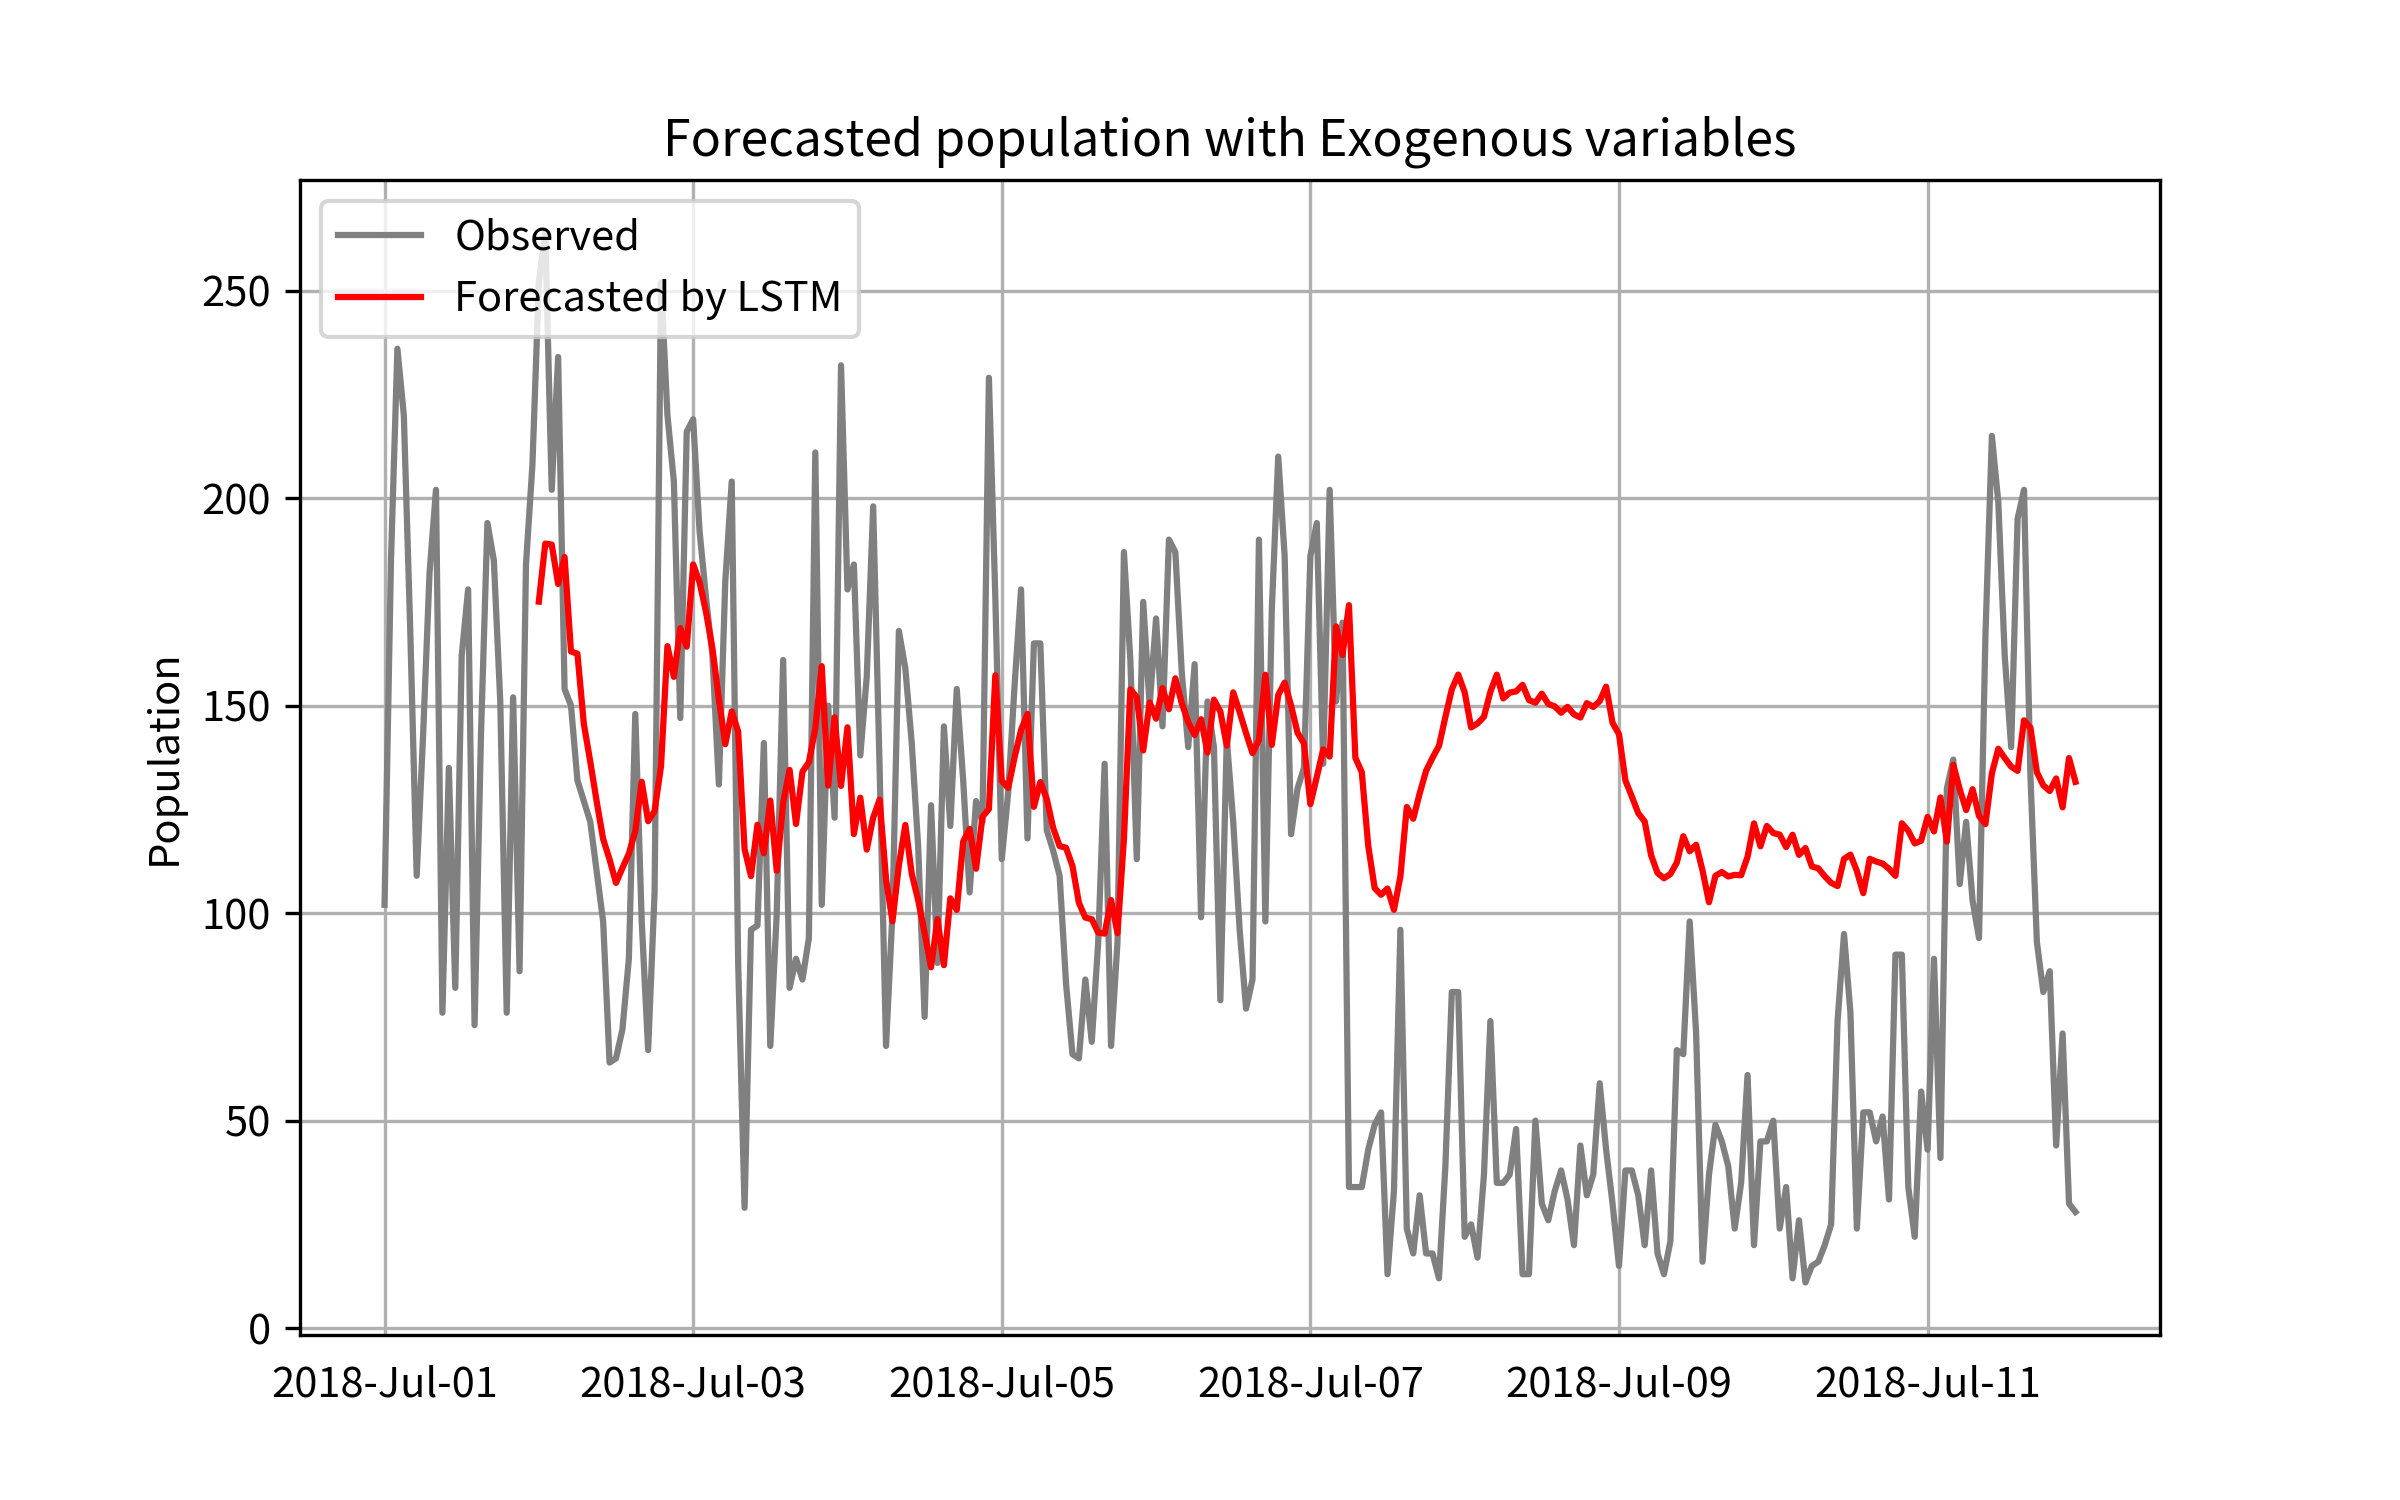 Forecasted population with Exogenous variables
Observed
Forecasted by LSTM
Population
250
200
150
100
50
0
2018-Jul-01 2018-Jul-03 2018-Jul-05 2018-Jul-07 2018-Jul-09 2018-Jul-11